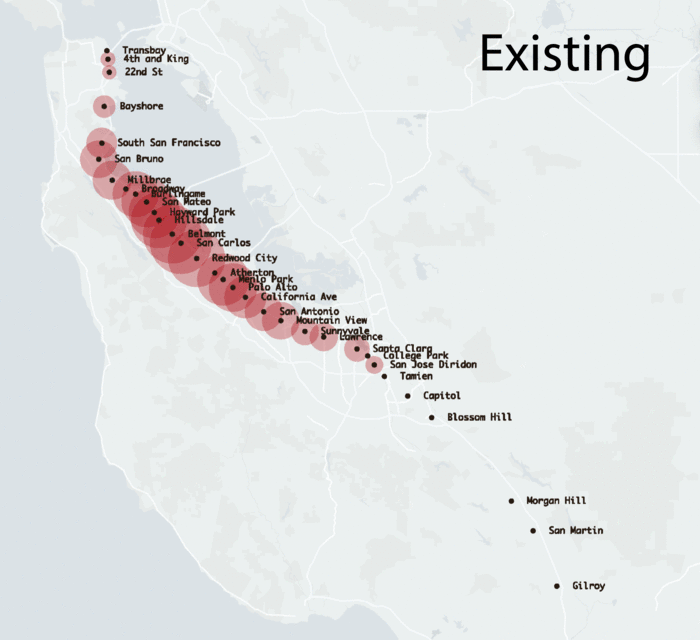 Existing
Transbay
4th and King
22nd St
Bayshore
South San Francisco
San Bruno
Millbrae
Broadway
Burlingame
San Mateo
Hayward Park
Hillsdale
Belmont
San Carlos
Redwood City
Atherton
Menlo Park
Palo Alto
California Ave
San Antonio
Mountain View
Sunnyvale
Lawrence
Santa Clara
College Park
San Jose Diridon
Tamien
Capitol
Blossom Hill
Morgan Hill
San Martin
Gilroy